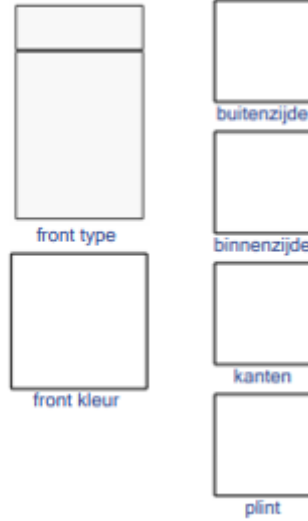 buitenzijde
front type
binnenzijde
kanten
front kleur
plint